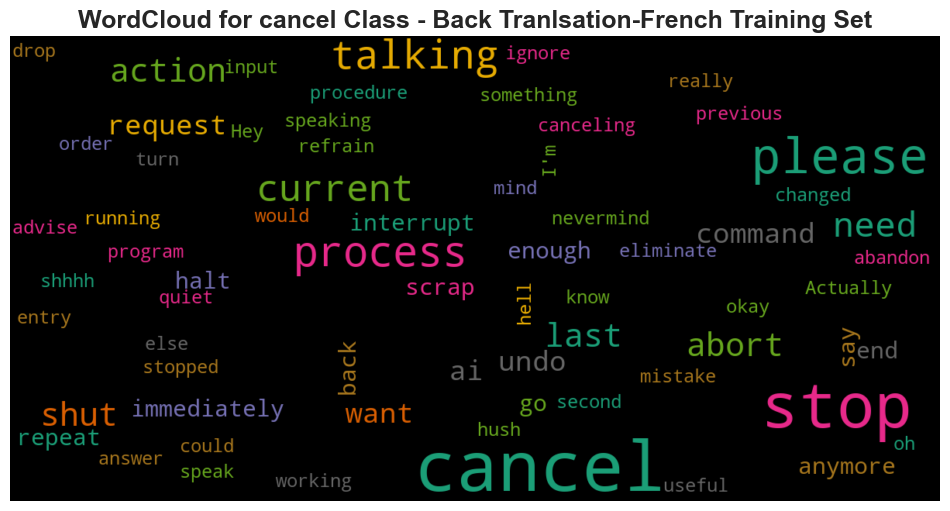 WordCloud for cancel Class - Back Tranlsation-French Training Set
drop
talking
ignore
action
input
really
procedure
something
previous
request
Hey
speaking
canceling
order
refrain
turn
I'm
please
current
mind
changed
advise
running
would
interrupt
nevermind
command
need
program
process
enough
eliminate
abandon
shhhh
halt
quiet
scrap
hell
know
Actually
entry
okay
else
last
abort
say
end
stopped
back
ai
undo
mistake
shut
immediately
want
go
second
stop
repeat
hush
oh
answer
could
speak
working
cancel
useful
anymore